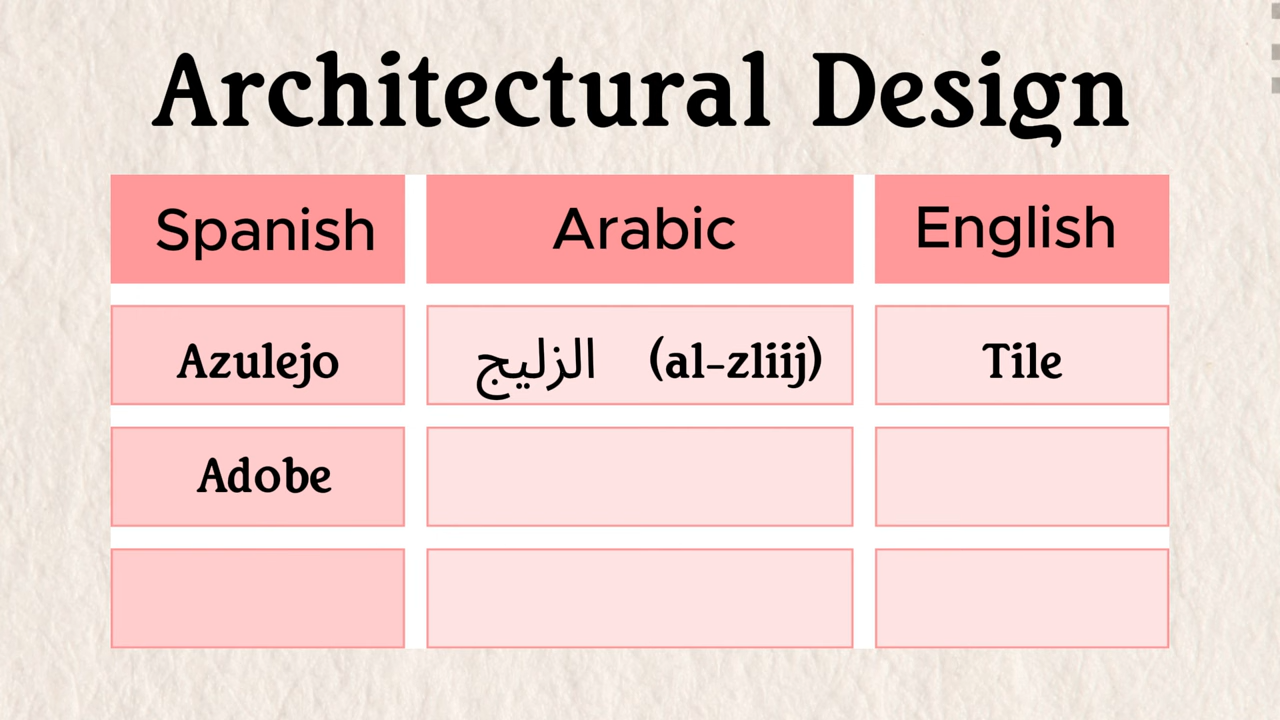 Architectural Design
Spanish Arabic English
Azulejo الزليج (al-zliij) Tile
Adobe